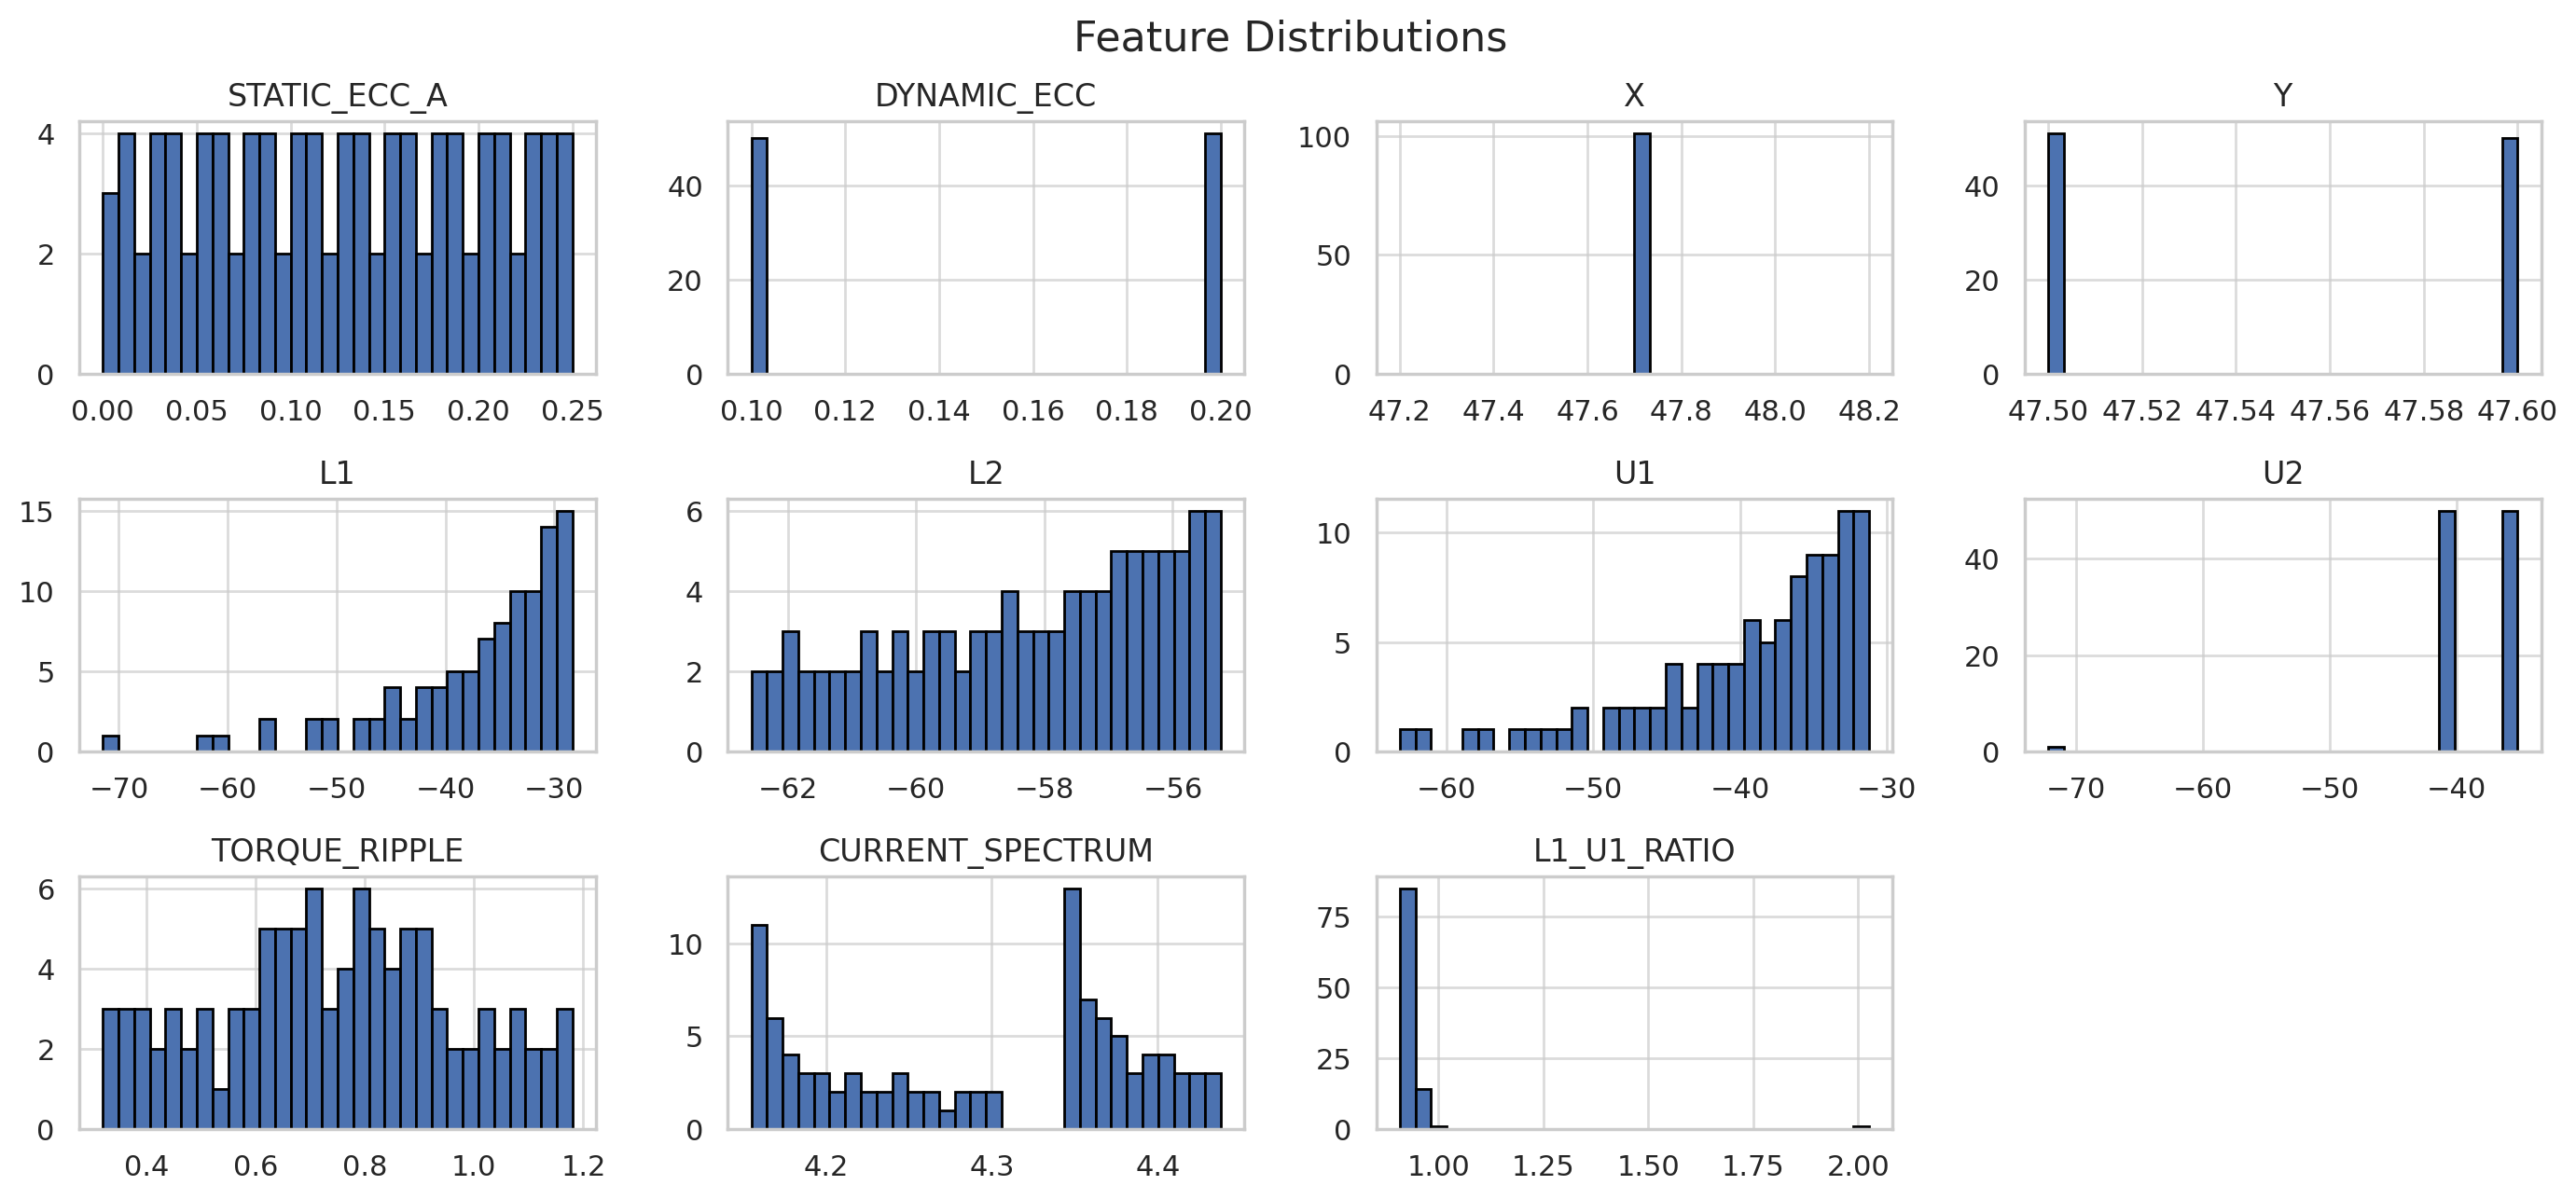 Feature Distributions
STATIC_ECC_A
DYNAMIC_ECC
X
Y
4
2
0
40
20
0
100
50
0
40
20
0
0.00 0.05 0.10 0.15 0.20 0.25
0.10 0.12 0.14 0.16 0.18 0.20
47.2 47.4 47.6 47.8 48.0 48.2
47.50 47.52 47.54 47.56 47.58 47.60
L1
L2
U1
U2
15
10
5
0
6
4
2
0
10
5
0
40
20
0
−70 −60 −50 −40 −30
−62 −60 −58 −56
−60 −50 −40 −30
−70 −60 −50 −40
TORQUE_RIPPLE
CURRENT_SPECTRUM
L1_U1_RATIO
6
4
2
0
10
5
0
75
50
25
0
0.4 0.6 0.8 1.0 1.2
4.2 4.3 4.4
1.00 1.25 1.50 1.75 2.00